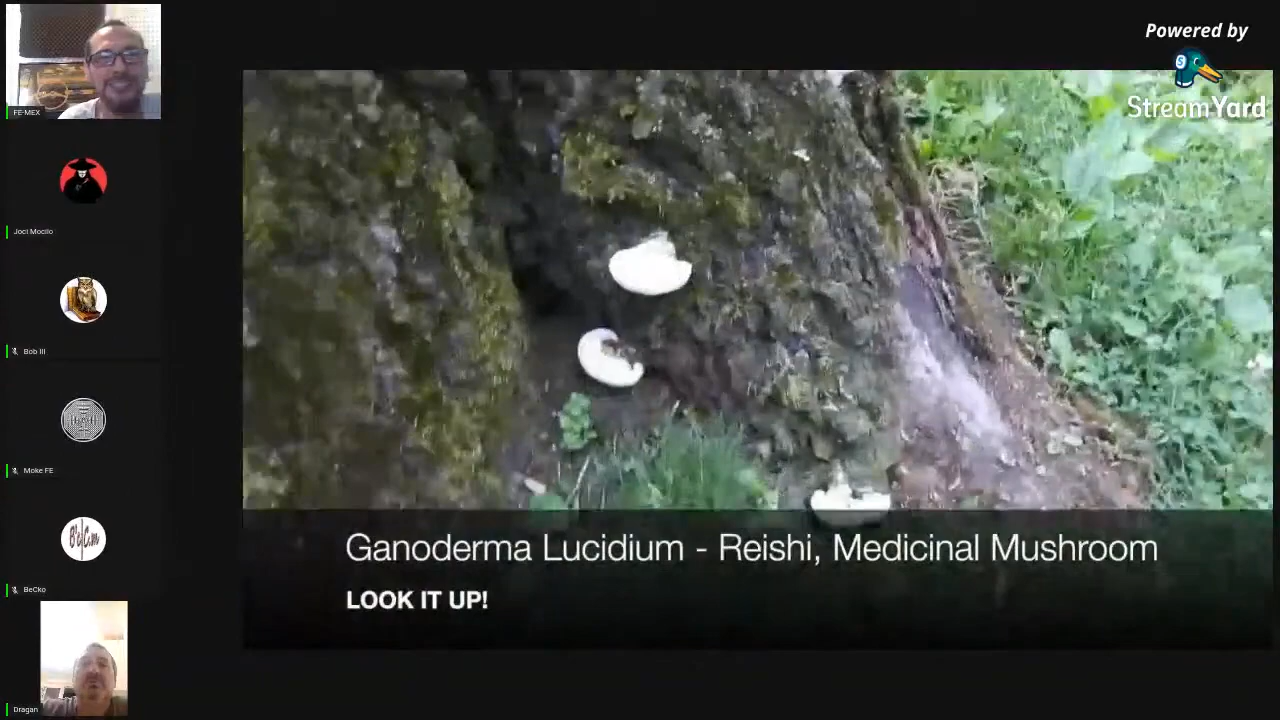 Powered by
StreamYard
FE-MEX
Joci Mocilo
Bob III
Moke FE
BeCko
Dragan
Ganoderma Lucidium - Reishi, Medicinal Mushroom
LOOK IT UP!